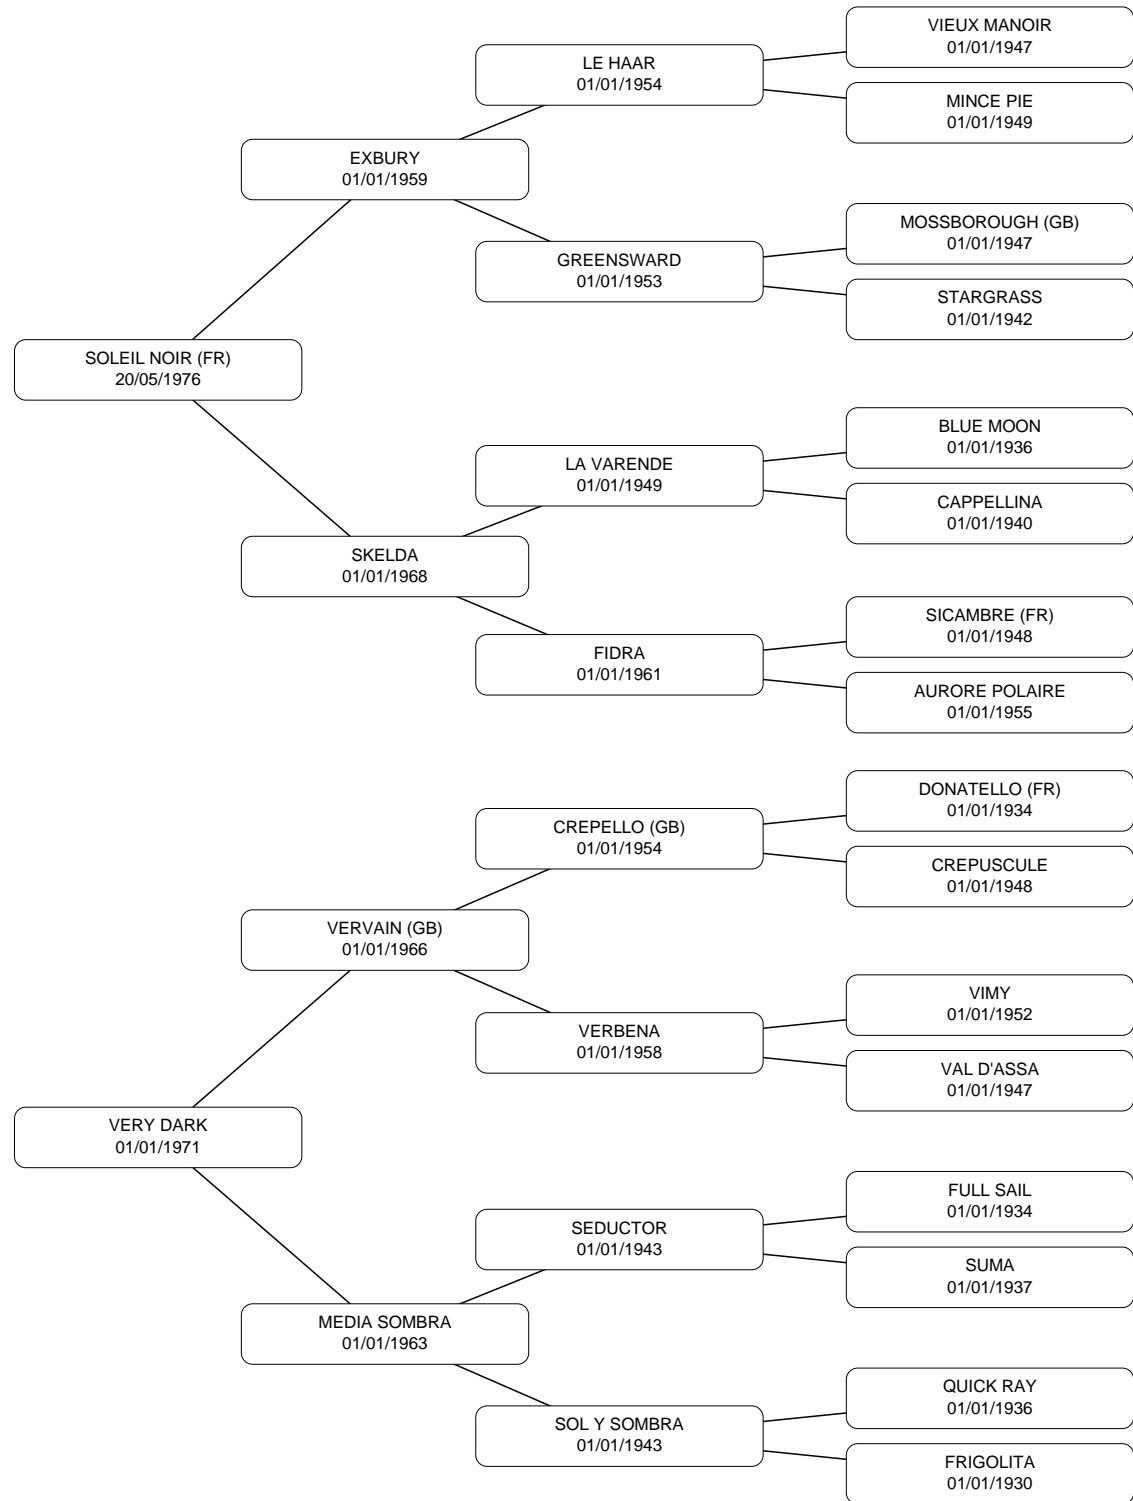 VIEUX MANOIR
01/01/1947
LE HAAR
01/01/1954
MINCE PIE
01/01/1949
EXBURY
01/01/1959
MOSSBOROUGH (GB)
01/01/1947
GREENSWARD
01/01/1953
STARGRASS
01/01/1942
SOLEIL NOIR (FR)
20/05/1976
BLUE MOON
01/01/1936
LA VARENDE
01/01/1949
CAPPELLINA
01/01/1940
SKELDA
01/01/1968
SICAMBRE (FR)
01/01/1948
FIDRA
01/01/1961
AURORE POLAIRE
01/01/1955
DONATELLO (FR)
01/01/1934
CREPELLO (GB)
01/01/1954
CREPUSCULE
01/01/1948
VERVAIN (GB)
01/01/1966
VIMY
01/01/1952
VERBENA
01/01/1958
VAL D'ASSA
01/01/1947
VERY DARK
01/01/1971
FULL SAIL
01/01/1934
SEDUCTOR
01/01/1943
SUMA
01/01/1937
MEDIA SOMBRA
01/01/1963
QUICK RAY
01/01/1936
SOL Y SOMBRA
01/01/1943
FRIGOLITA
01/01/1930